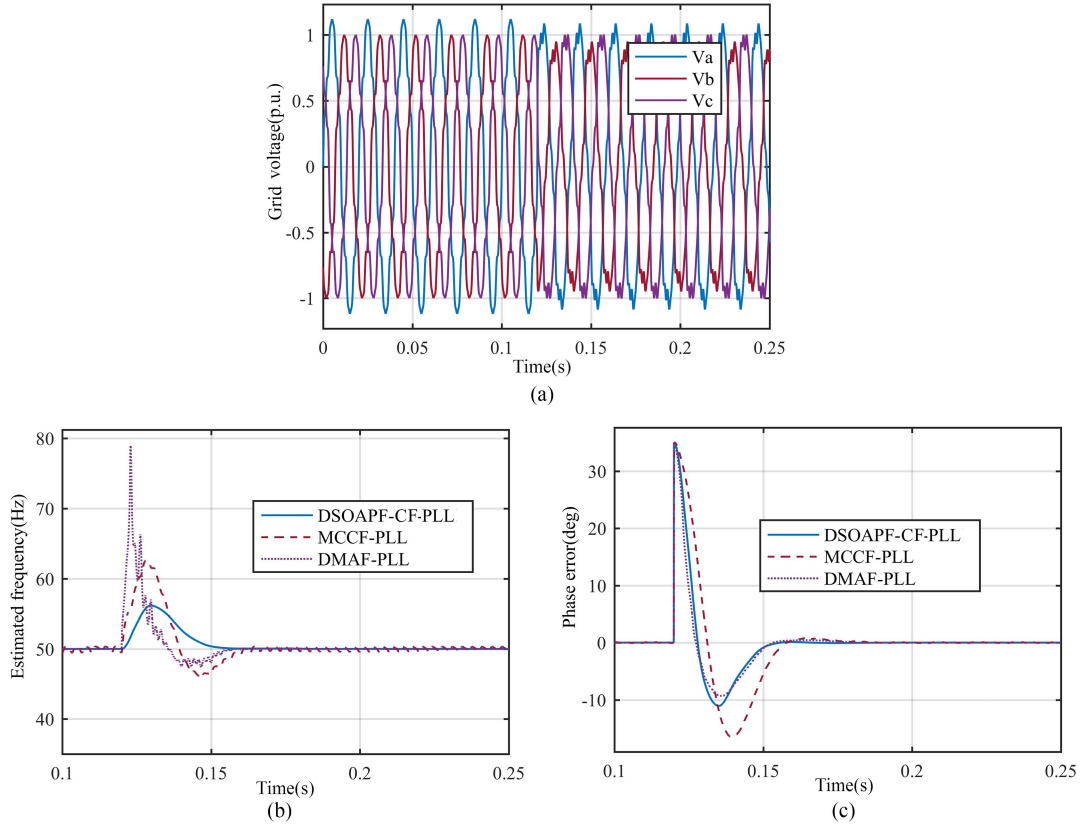 Grid voltage(p.u.)
1
0.5
0
-0.5
-1
Va
Vb
Vc
0
0.05
0.1
0.15
0.2
0.25
Time(s)
(a)
Estimated frequency(Hz)
80
70
60
50
40
DSOAPF-CF-PLL
MCCF-PLL
DMAF-PLL
0.1
0.15
0.2
0.25
Time(s)
(b)
Phase error(deg)
30
20
10
0
-10
DSOAPF-CF-PLL
MCCF-PLL
DMAF-PLL
0.1
0.15
0.2
0.25
Time(s)
(c)